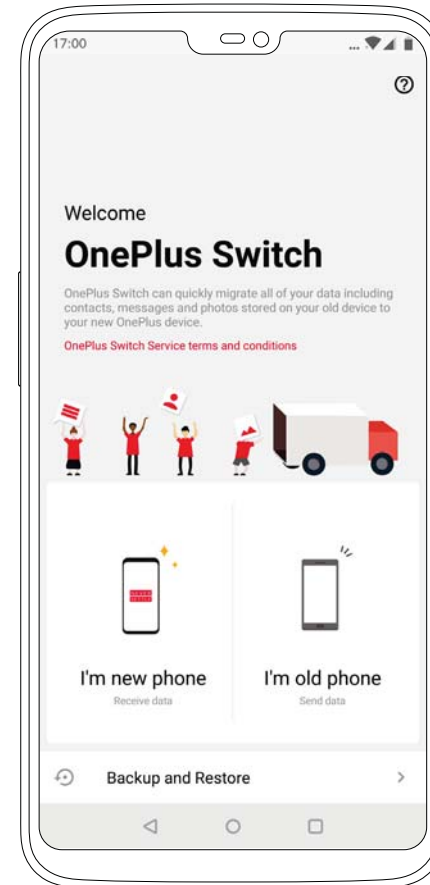 17:00
Welcome
OnePlus Switch
OnePlus Switch can quickly migrate all of your data including
contacts, messages and photos stored on your old device to
your new OnePlus device.
OnePlus Switch Service terms and conditions
NEVER
SETTLE
I'm new phone
Receive data
I'm old phone
Send data
Backup and Restore